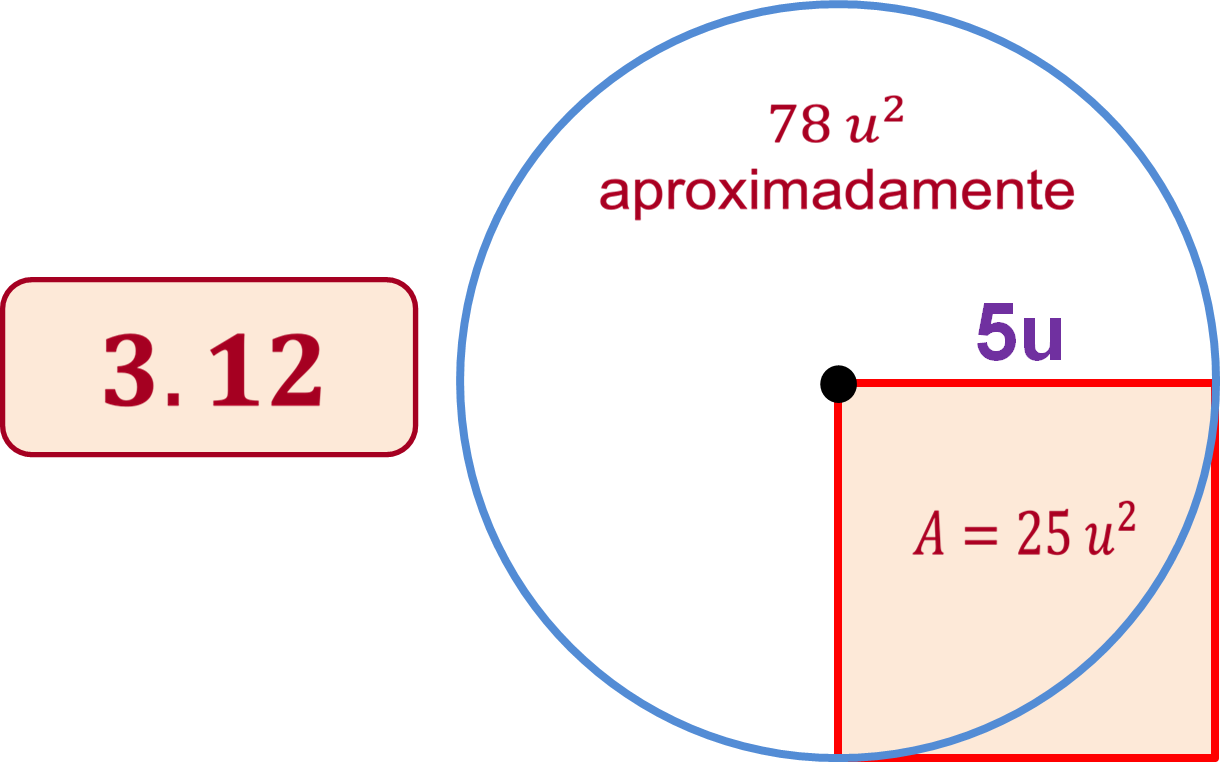 78 u²
aproximadamente
5u
3.12
A = 25 u²